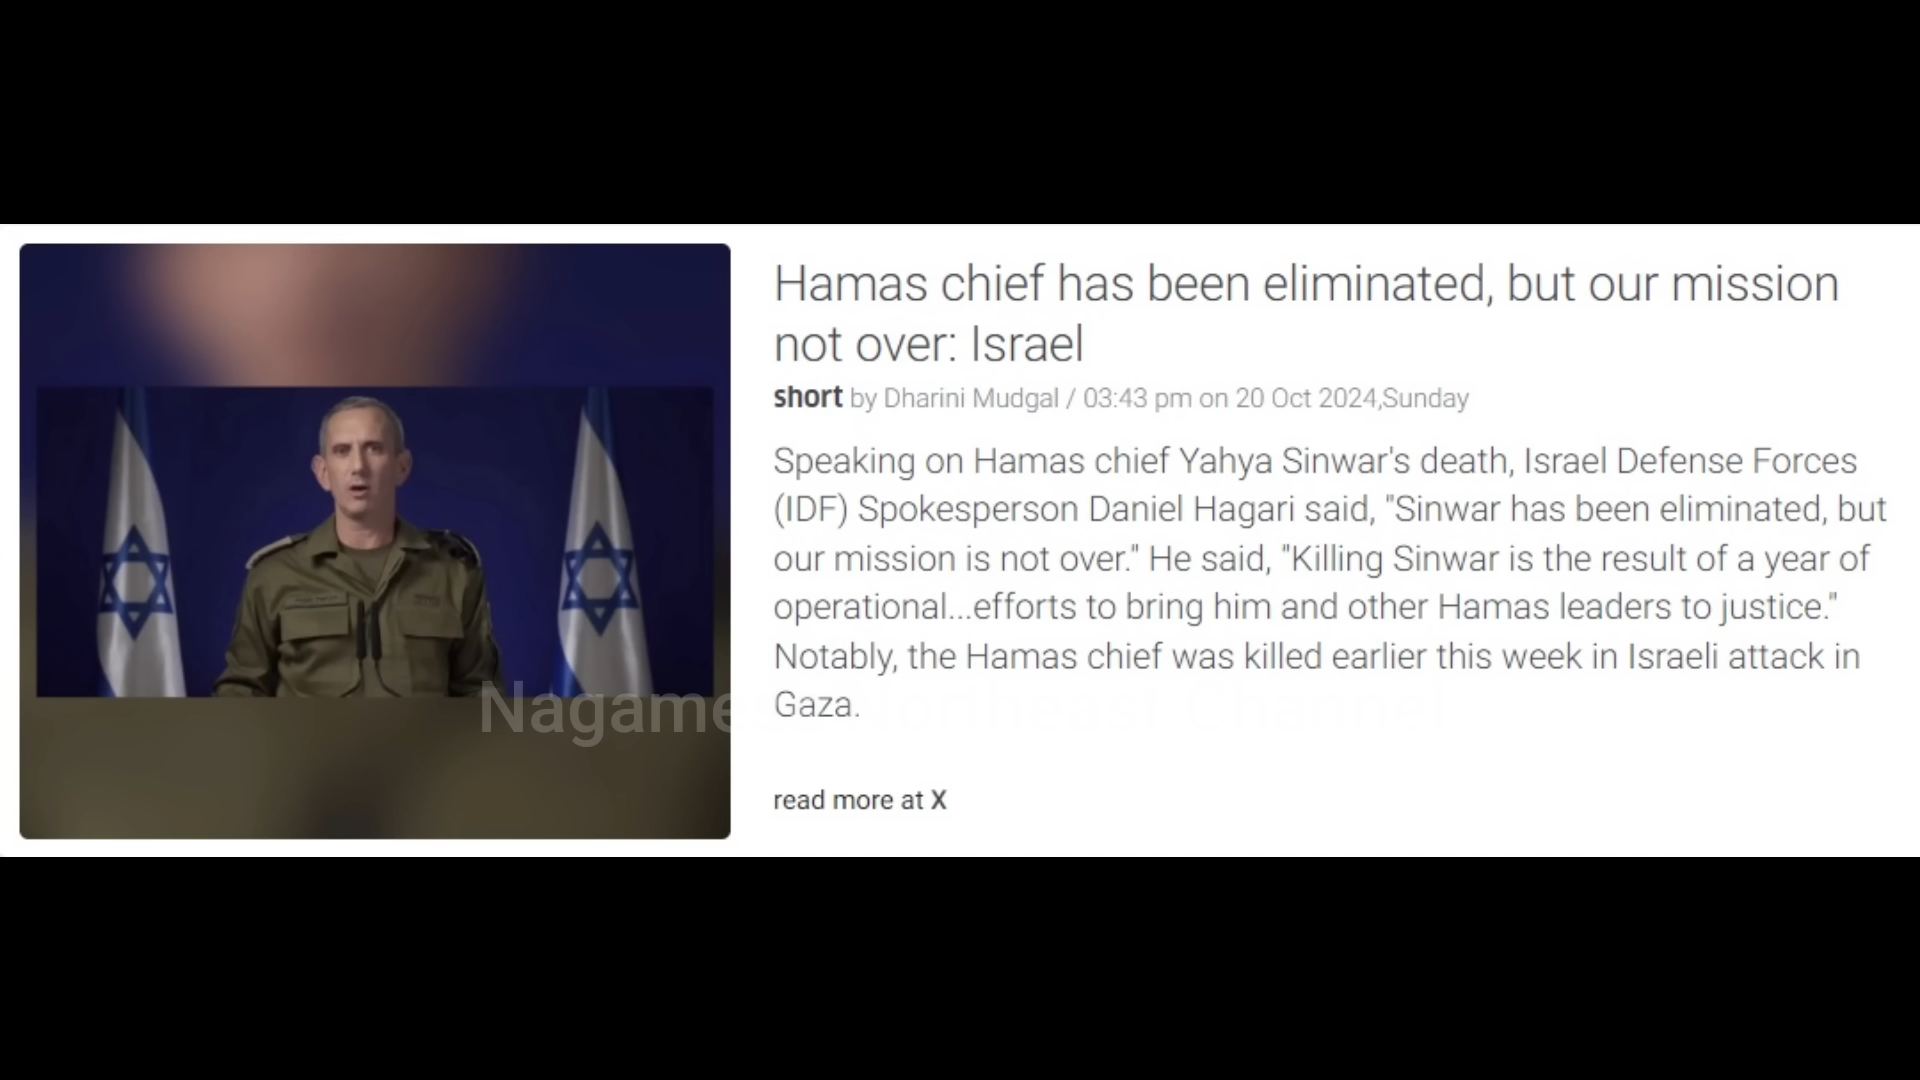 Hamas chief has been eliminated, but our mission
not over: Israel
short by Dharini Mudgal / 03:43 pm on 20 Oct 2024,Sunday
Speaking on Hamas chief Yahya Sinwar's death, Israel Defense Forces
(IDF) Spokesperson Daniel Hagari said, "Sinwar has been eliminated, but
our mission is not over." He said, "Killing Sinwar is the result of a year of
operational...efforts to bring him and other Hamas leaders to justice."
Notably, the Hamas chief was killed earlier this week in Israeli attack in
Gaza.
read more at X